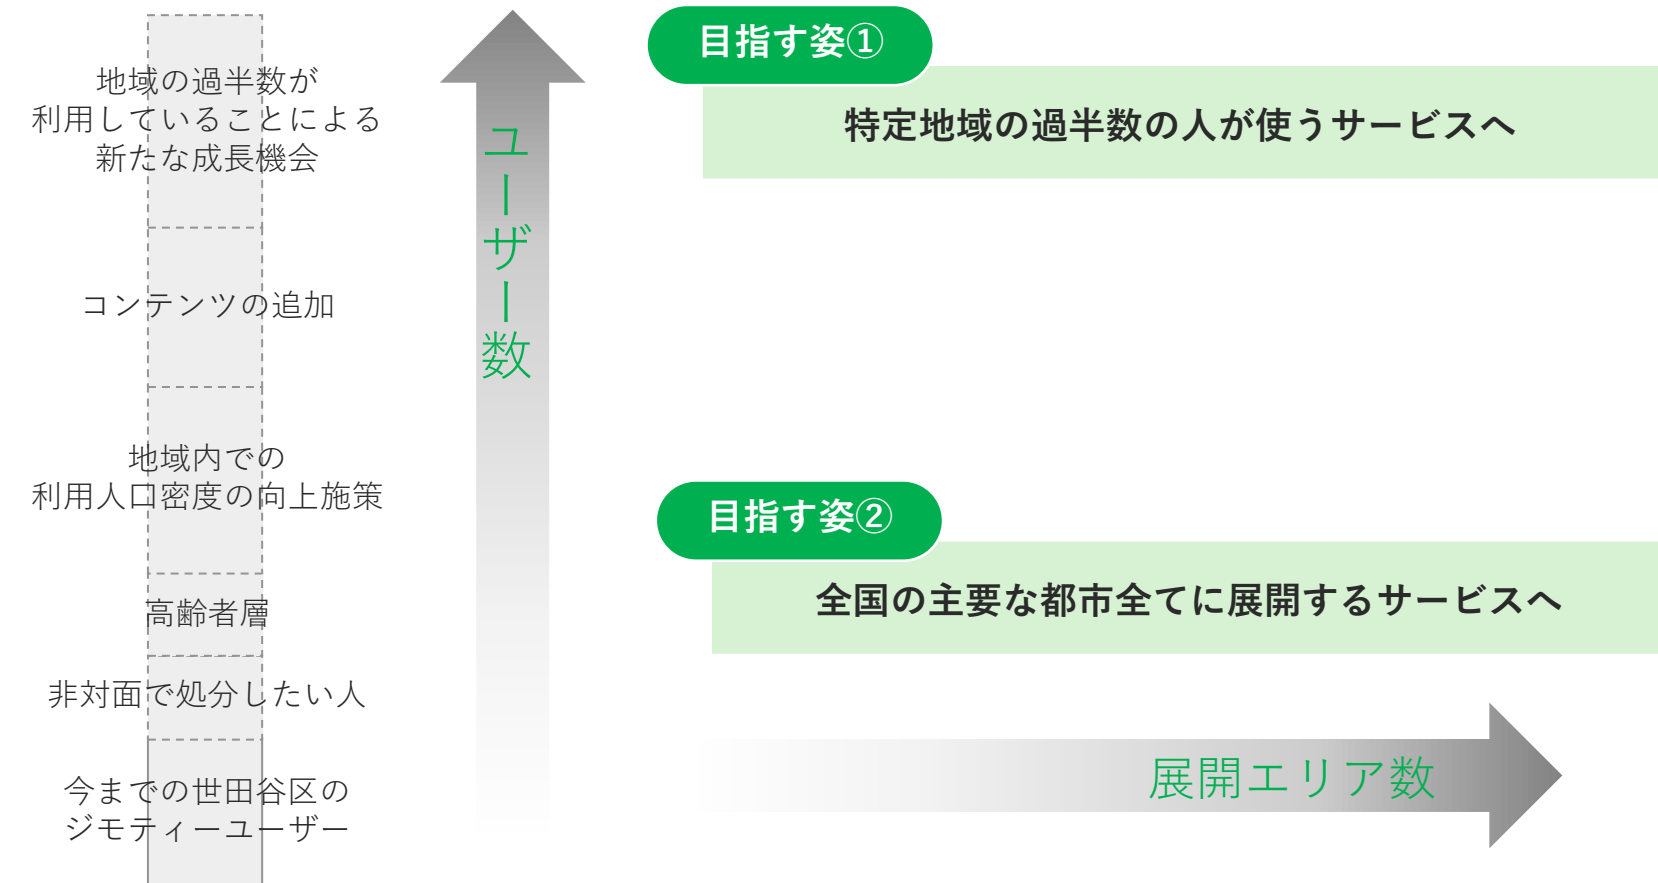 地域の過半数が
利用していることによる
新たな成長機会
コンテンツの追加
地域内での
利用人口密度の向上施策
高齢者層
非対面で処分したい人
今までの世田谷区の
ジモティーユーザー
ユーザー数
目指す姿①
特定地域の過半数の人が使うサービスへ
目指す姿②
全国の主要な都市全てに展開するサービスへ
展開エリア数